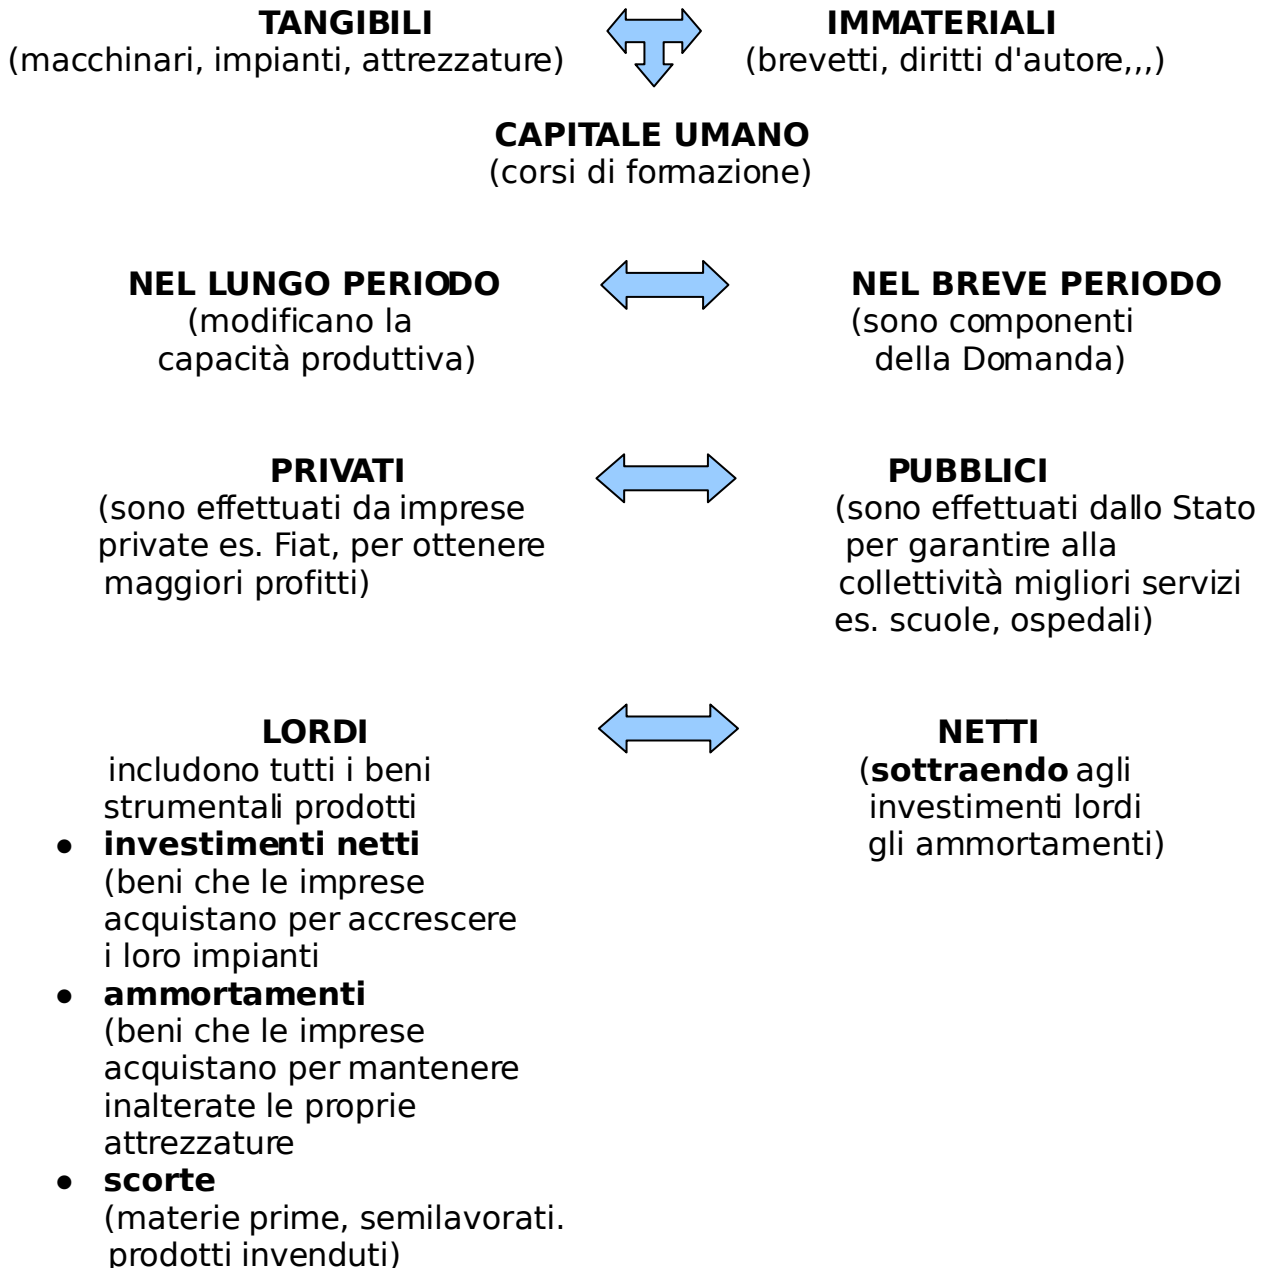 TANGIBILI
(macchinari, impianti, attrezzature)
IMMATERIALI
(brevetti, diritti d'autore,,,)
CAPITALE UMANO
(corsi di formazione)
NEL LUNGO PERIODO
(modificano la
capacità produttiva)
NEL BREVE PERIODO
(sono componenti
della Domanda)
PRIVATI
(sono effettuati da imprese
private es. Fiat, per ottenere
maggiori profitti)
PUBBLICI
(sono effettuati dallo Stato
per garantire alla
collettività migliori servizi
es. scuole, ospedali)
LORDI
includono tutti i beni
strumentali prodotti
● investimenti netti
(beni che le imprese
acquistano per accrescere
i loro impianti
● ammortamenti
(beni che le imprese
acquistano per mantenere
inalterate le proprie
attrezzature
● scorte
(materie prime, semilavorati.
prodotti invenduti)
NETTI
(sottraendo agli
investimenti lordi
gli ammortamenti)